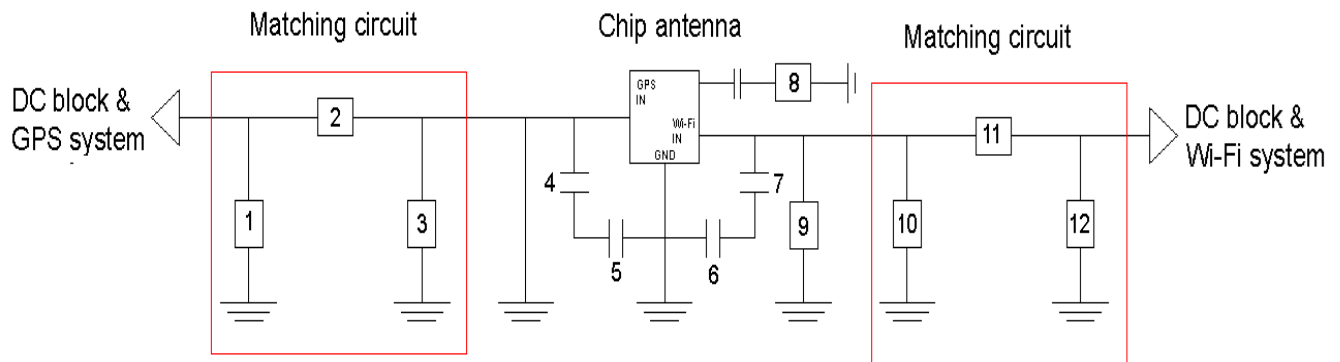 Matching circuit
Chip antenna
Matching circuit
DC block &
GPS system
GPS
IN
Wi-Fi
IN
GND
DC block &
Wi-Fi system
1
2
3
4
5
6
7
8
9
10
11
12